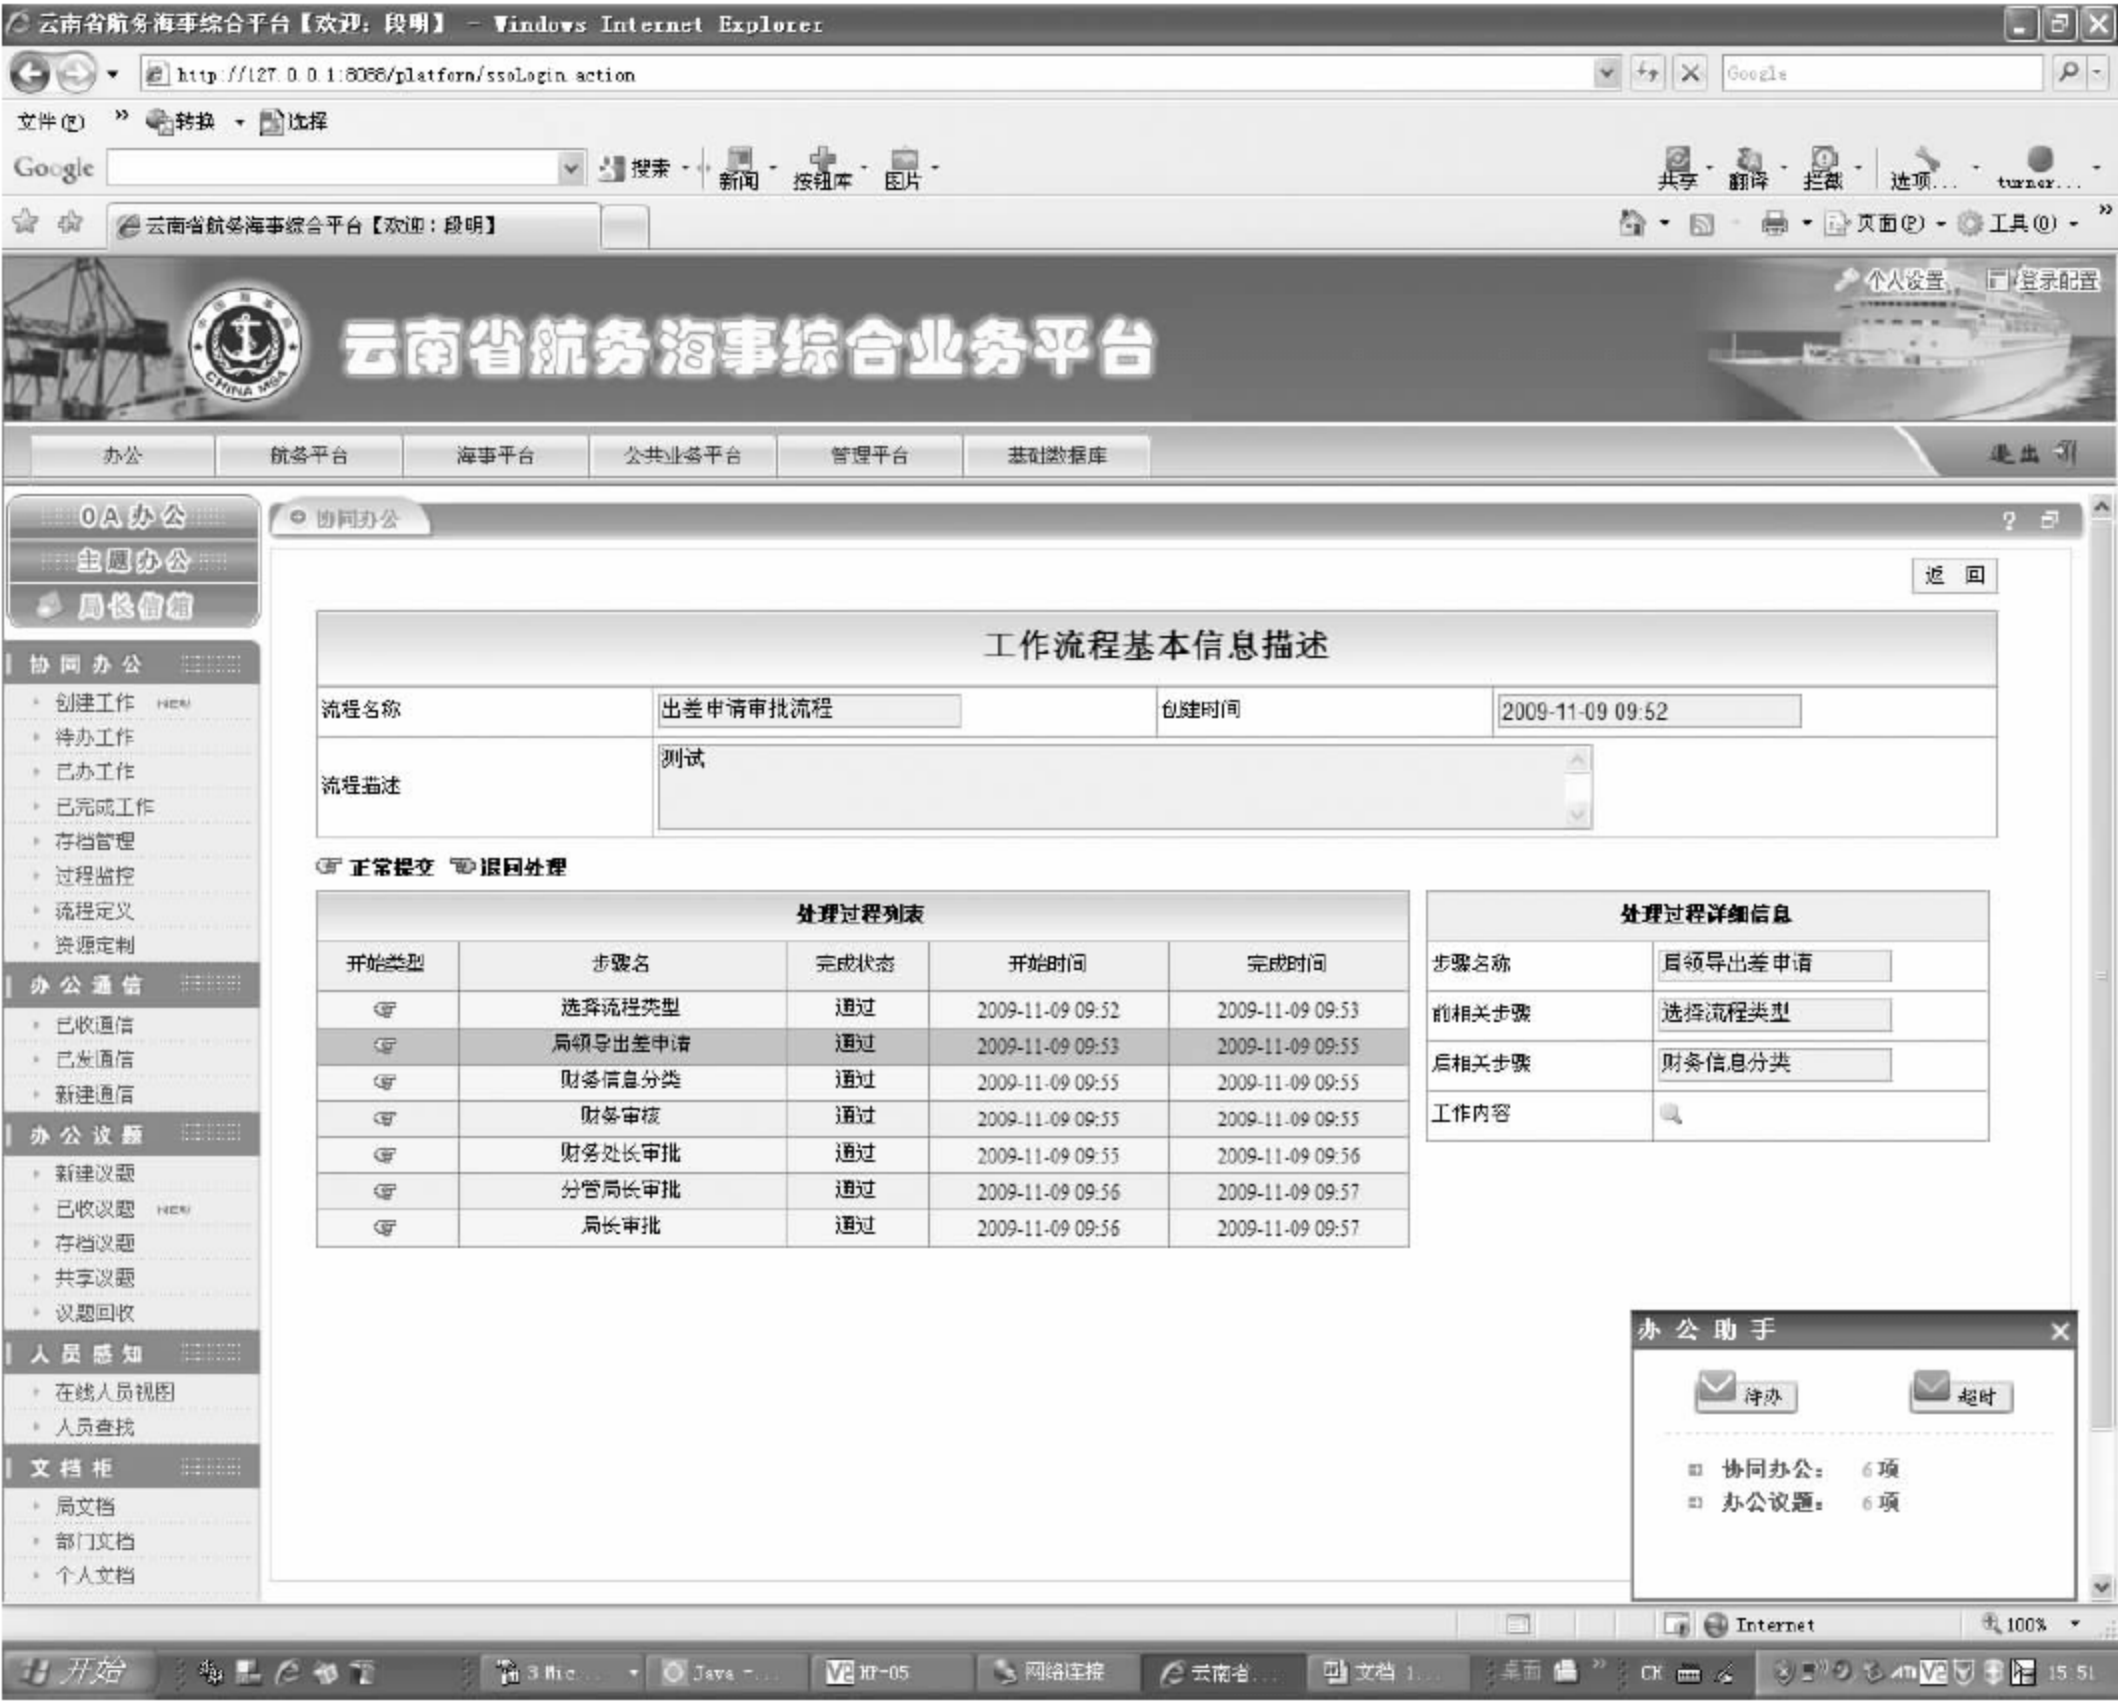 云南省航务海事综合平台【欢迎：段明】 - Windows Internet Explorer
http://127.0.0.1:8088/platform/ssoLogin.action
Google
文件(F) » 转换 选择
Google 搜索 新闻 按钮库 图片 共享 翻译 拦截 选项... turner...
云南省航务海事综合平台【欢迎：段明】 页面(P) 工具(O) »
个人设置 登录配置
CHINA MSA
云南省航务海事综合业务平台
办公 航务平台 海事平台 公共业务平台 管理平台 基础数据库 退出
OA办公
主题办公
局长信箱
协同办公
创建工作 NEW
待办工作
已办工作
已完成工作
存档管理
过程监控
流程定义
资源定制
办公通信
已收通信
已发通信
新建通信
办公议题
新建议题
已收议题 NEW
存档议题
共享议题
议题回收
人员感知
在线人员视图
人员查找
文档柜
局文档
部门文档
个人文档
协同办公 ?
返 回
工作流程基本信息描述
流程名称 出差申请审批流程 创建时间 2009-11-09 09:52
流程描述 测试
正常提交 退回处理
处理过程列表
开始类型 步骤名 完成状态 开始时间 完成时间
选择流程类型 通过 2009-11-09 09:52 2009-11-09 09:53
局领导出差申请 通过 2009-11-09 09:53 2009-11-09 09:55
财务信息分类 通过 2009-11-09 09:55 2009-11-09 09:55
财务审核 通过 2009-11-09 09:55 2009-11-09 09:55
财务处长审批 通过 2009-11-09 09:55 2009-11-09 09:56
分管局长审批 通过 2009-11-09 09:56 2009-11-09 09:57
局长审批 通过 2009-11-09 09:56 2009-11-09 09:57
处理过程详细信息
步骤名称 局领导出差申请
前相关步骤 选择流程类型
后相关步骤 财务信息分类
工作内容
办公助手
待办 超时
协同办公： 6项
办公议题： 6项
Internet 100%
开始 3 Mic... Java -... HP-05 网络连接 云南省... 文档 1... 桌面 » CH 15:51